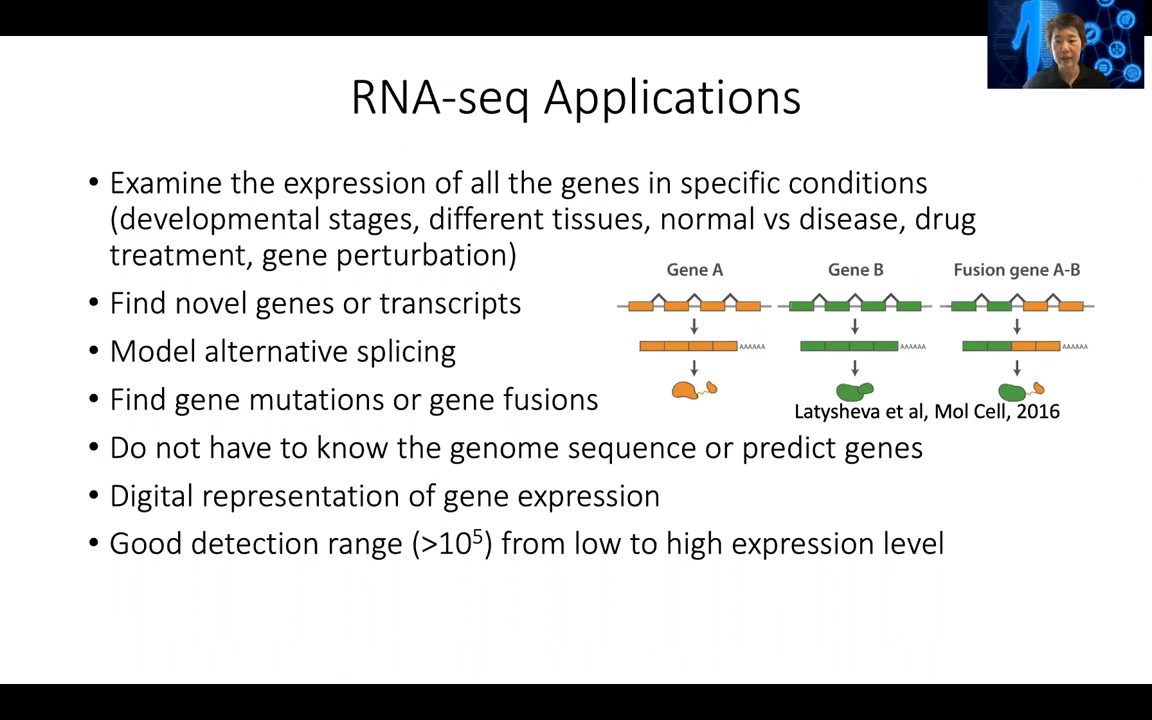 RNA-seq Applications
• Examine the expression of all the genes in specific conditions
(developmental stages, different tissues, normal vs disease, drug
treatment, gene perturbation)
• Find novel genes or transcripts
• Model alternative splicing
• Find gene mutations or gene fusions
Gene A
Gene B
Fusion gene A-B
AAAAAA
AAAAAA
AAAAAA
Latysheva et al, Mol Cell, 2016
• Do not have to know the genome sequence or predict genes
• Digital representation of gene expression
• Good detection range (>10⁵) from low to high expression level